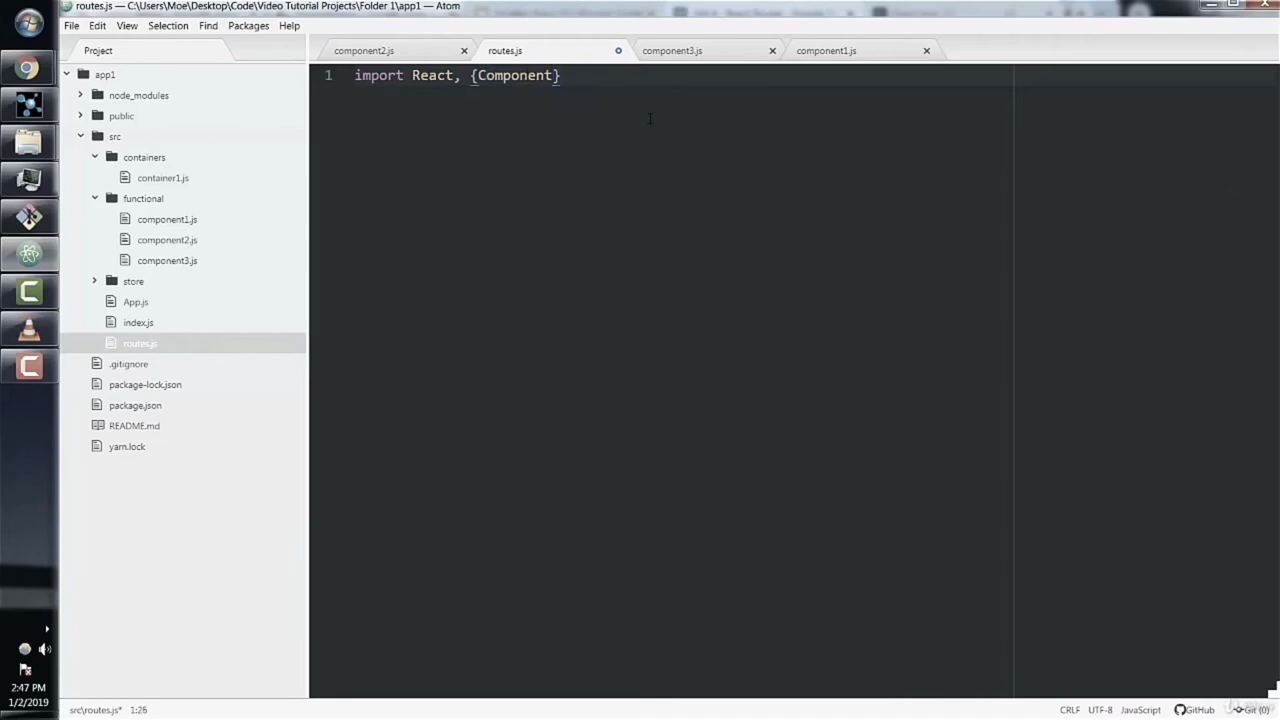 routes.js — C:\Users\Moe\Desktop\Code\Video Tutorial Projects\Folder 1\app1 — Atom
File Edit View Selection Find Packages Help
Project
component2.js routes.js component3.js component1.js
1 import React, {Component}
app1
node_modules
public
src
containers
container1.js
functional
component1.js
component2.js
component3.js
store
App.js
index.js
routes.js
.gitignore
package-lock.json
package.json
README.md
yarn.lock
2:47 PM
1/2/2019
src\routes.js* 1:26
CRLF UTF-8 JavaScript GitHub Git (0)